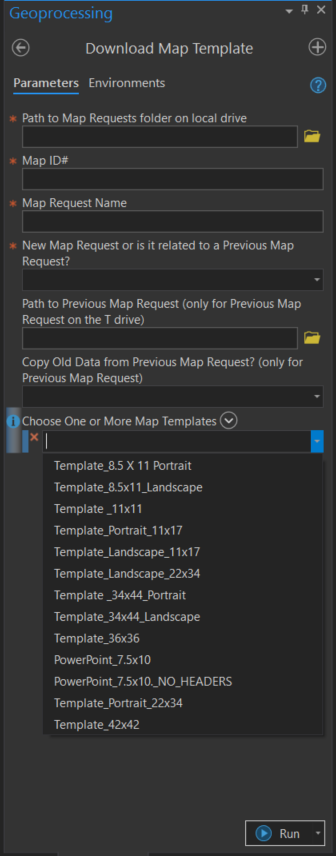 Geoprocessing
Download Map Template
Parameters Environments
* Path to Map Requests folder on local drive
* Map ID#
* Map Request Name
* New Map Request or is it related to a Previous Map
Request?
Path to Previous Map Request (only for Previous Map
Request on the T drive)
Copy Old Data from Previous Map Request? (only for
Previous Map Request)
Choose One or More Map Templates
Template_8.5 X 11 Portrait
Template_8.5x11_Landscape
Template _11x11
Template_Portrait_11x17
Template_Landscape_11x17
Template_Landscape_22x34
Template _34x44_Portrait
Template_34x44_Landscape
Template_36x36
PowerPoint_7.5x10
PowerPoint_7.5x10._NO_HEADERS
Template_Portrait_22x34
Template_42x42
Run